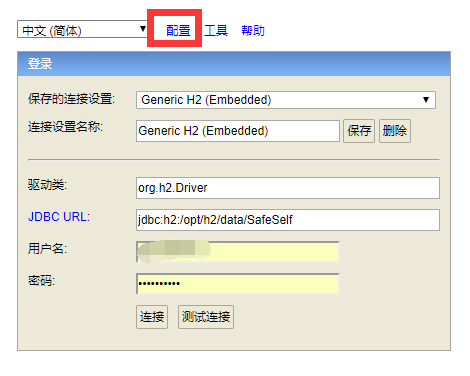 中文 (简体) 配置 工具 帮助
登录
保存的连接设置: Generic H2 (Embedded)
连接设置名称: Generic H2 (Embedded) 保存 删除
驱动类: org.h2.Driver
JDBC URL: jdbc:h2:/opt/h2/data/SafeSelf
用户名:
密码: ••••••••••
连接 测试连接